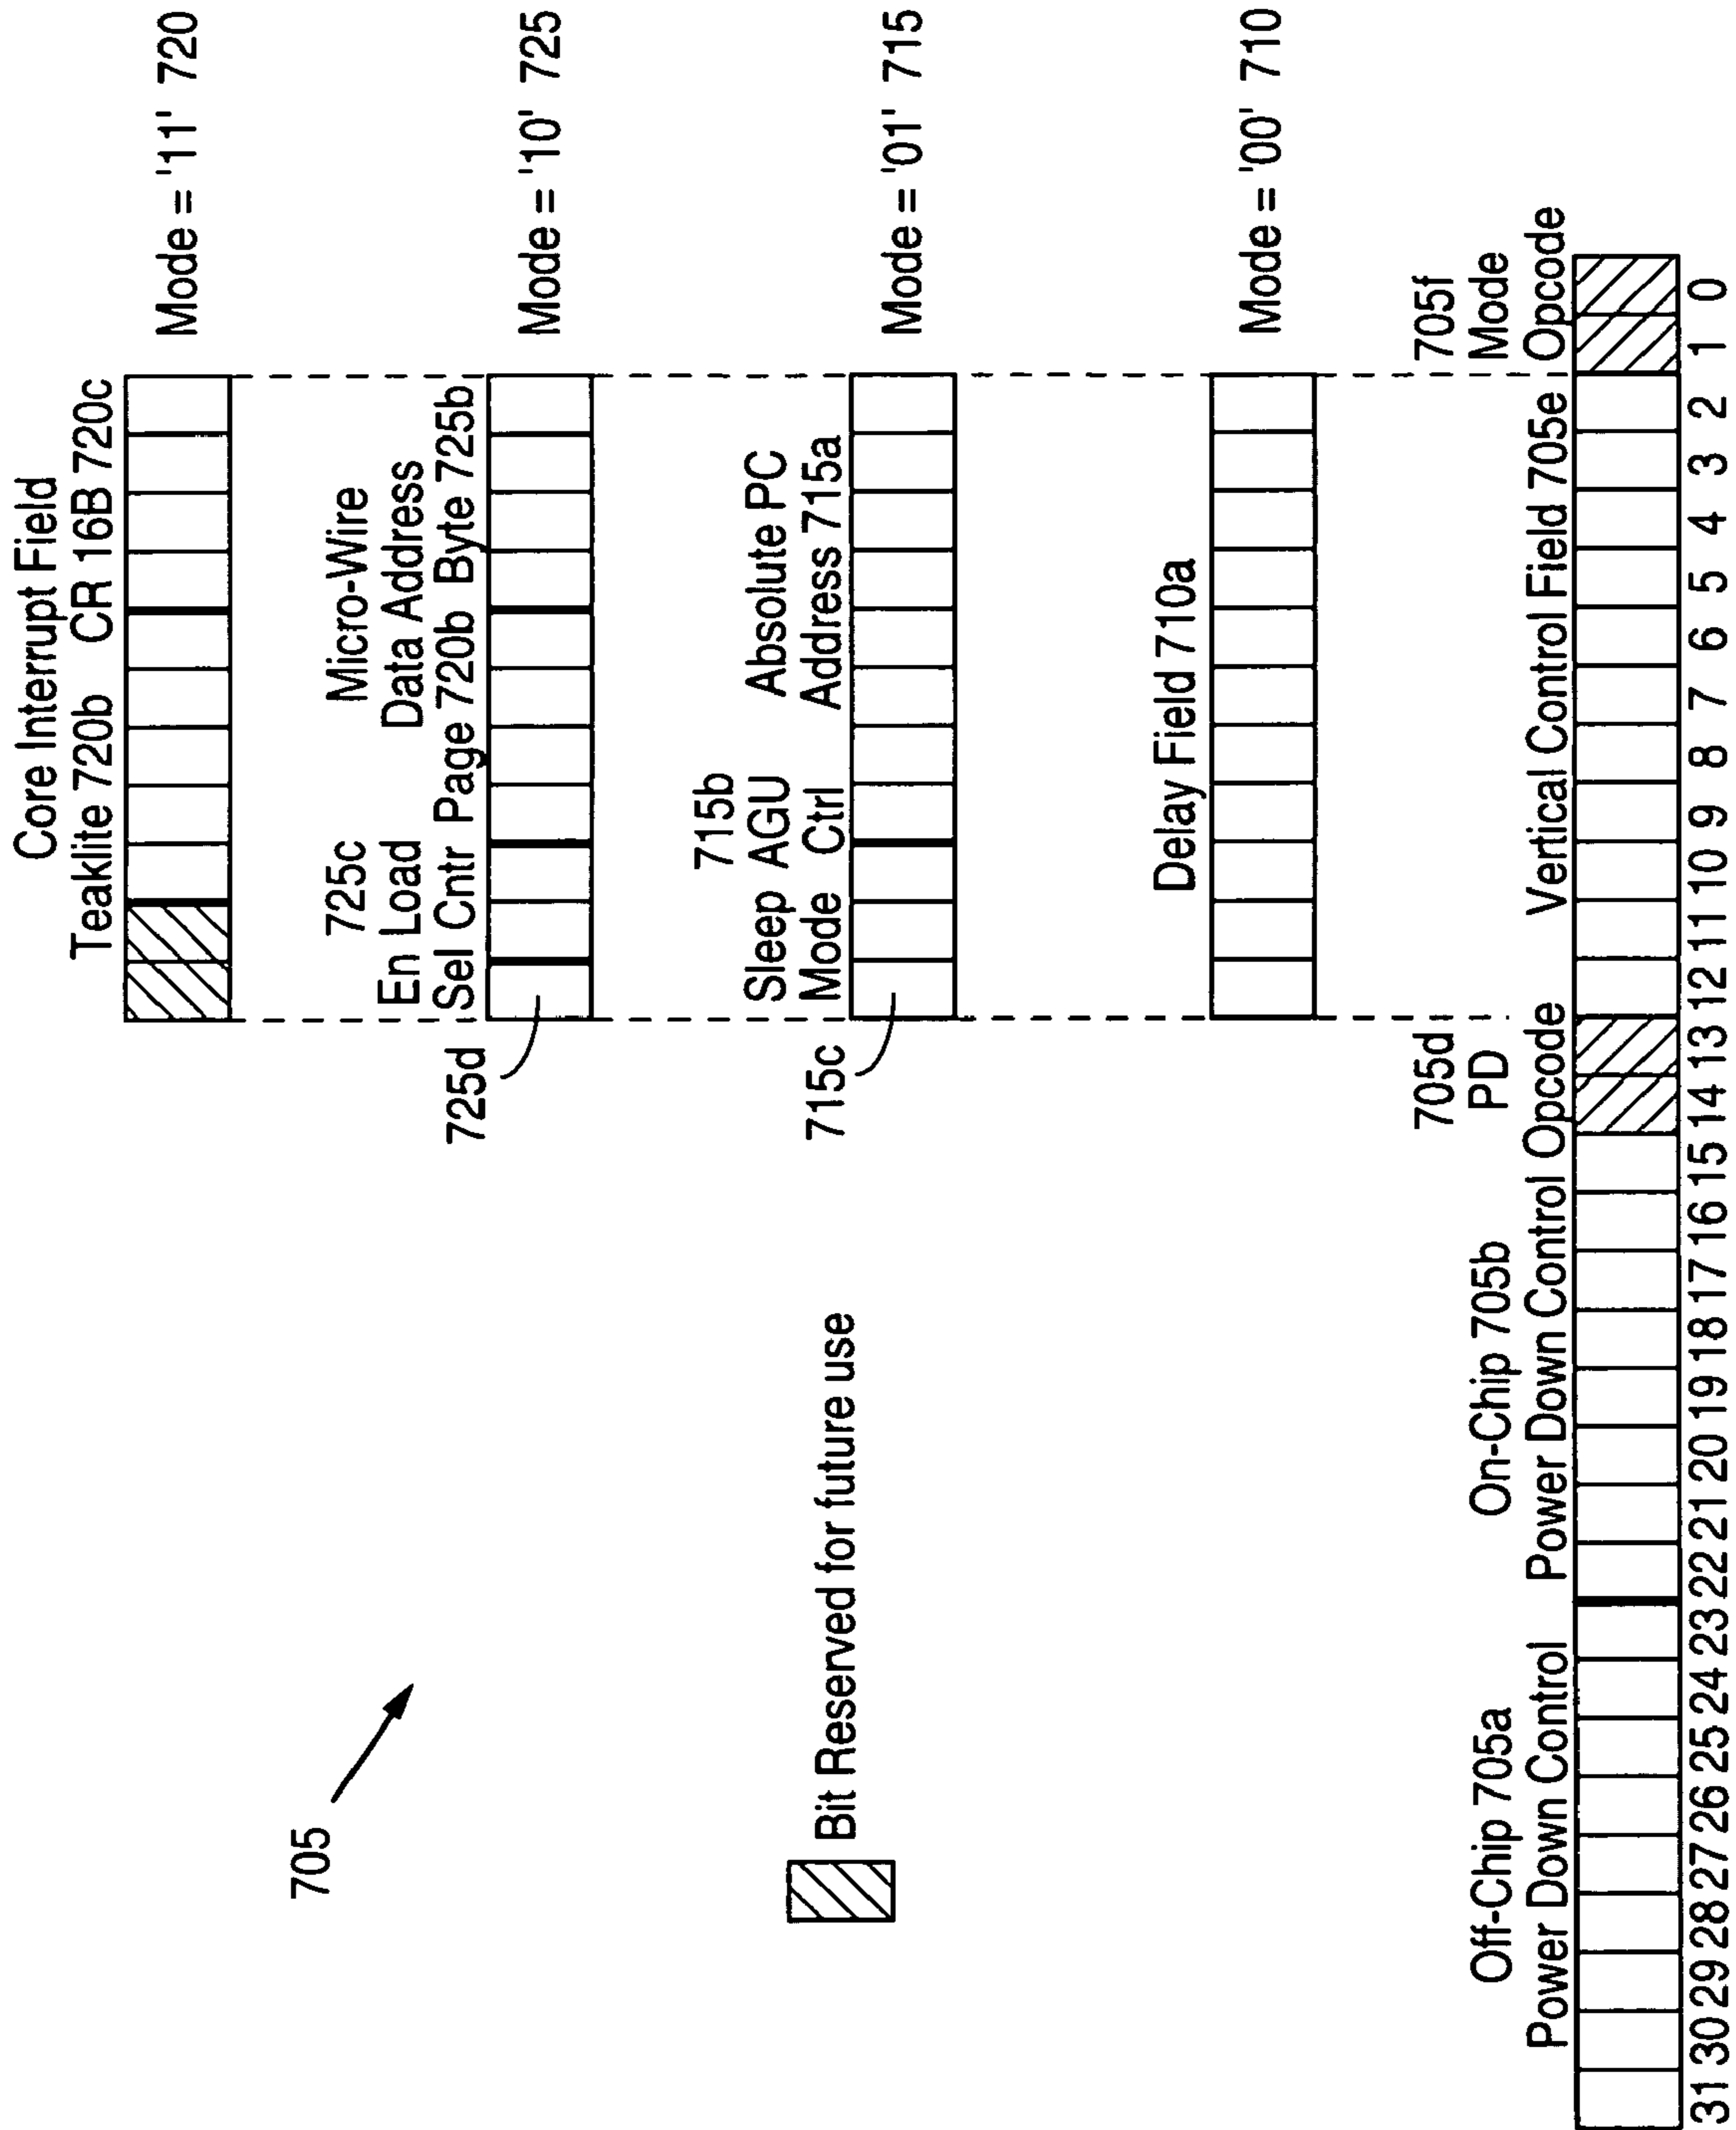 Core Interrupt Field
Teaklite 720b CR 16B 720c
Mode = '11' 720
Micro-Wire
725c Data Address
En Load
Sel Cntr Page 720b Byte 725b
Mode = '10' 725
725d
715b
Sleep AGU Absolute PC
Mode Ctrl Address 715a
Mode = '01' 715
715c
Delay Field 710a
Mode = '00' 710
705
Bit Reserved for future use
Off-Chip 705a
Power Down Control
On-Chip 705b
Power Down Control
705d
PD
Opcode
Vertical Control Field 705e
705f
Mode
Opcode
31 30 29 28 27 26 25 24 23 22 21 20 19 18 17 16 15 14 13 12 11 10 9 8 7 6 5 4 3 2 1 0